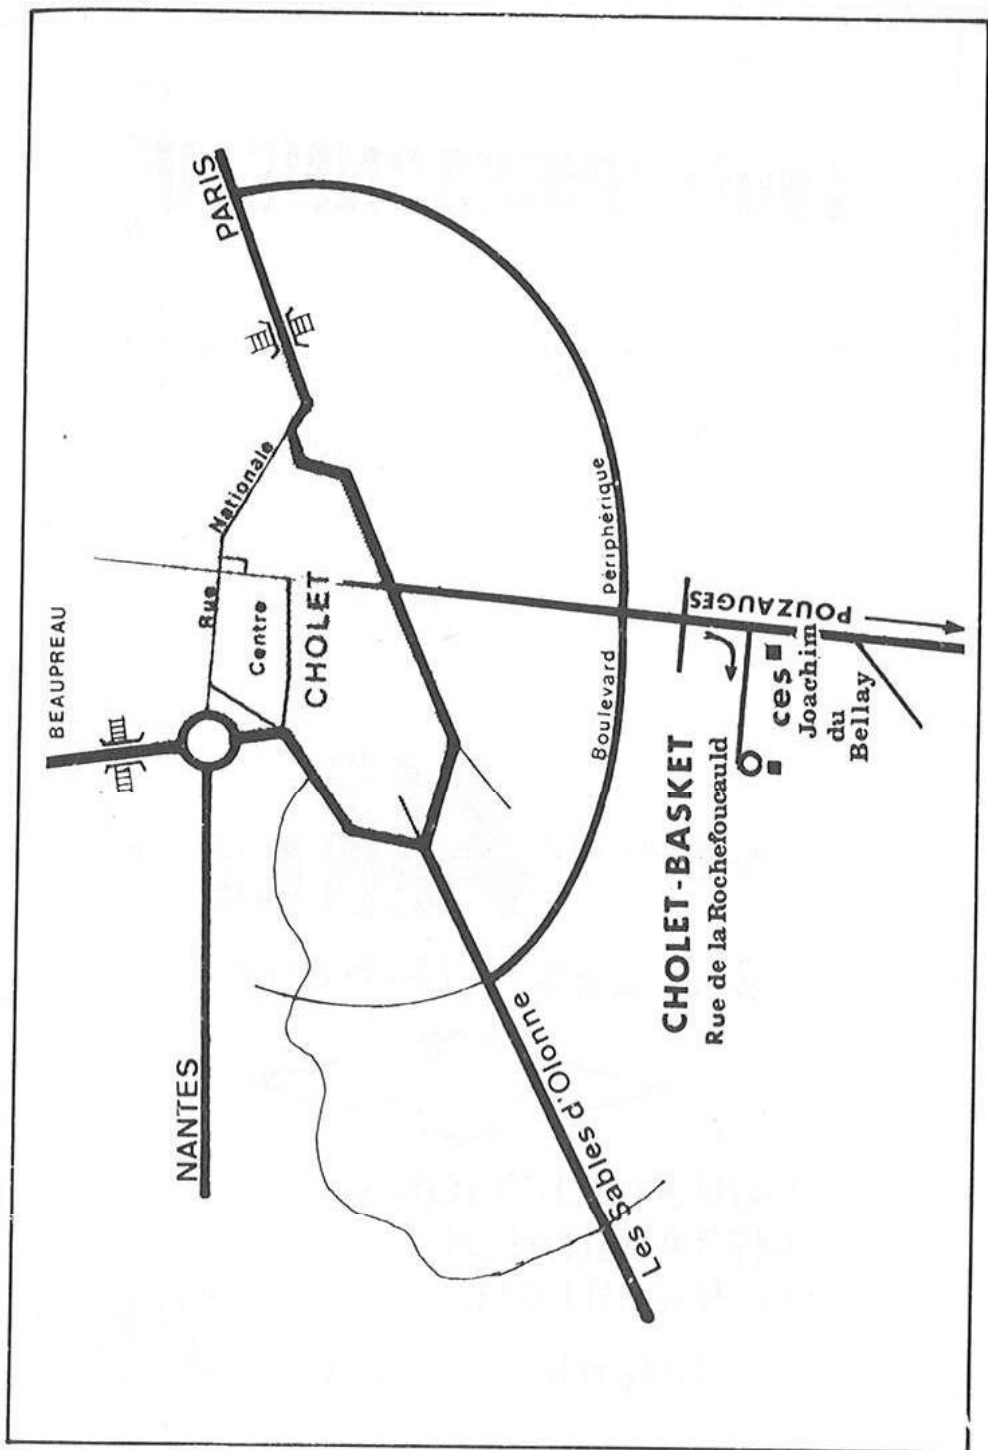 BEAUPREAU
PARIS
Rue Nationale
Centre
CHOLET
NANTES
Boulevard périphérique
Les Sables d'Olonne
POUZAUGES
CHOLET-BASKET
Rue de la Rochefoucauld
ces
Joachim
du
Bellay